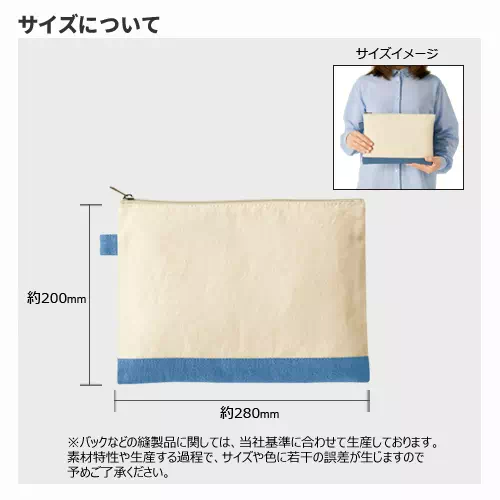 サイズについて
サイズイメージ
約200mm
約280mm
※バックなどの縫製品に関しては、当社基準に合わせて生産しております。
素材特性や生産する過程で、サイズや色に若干の誤差が生じますので
予めご了承ください。